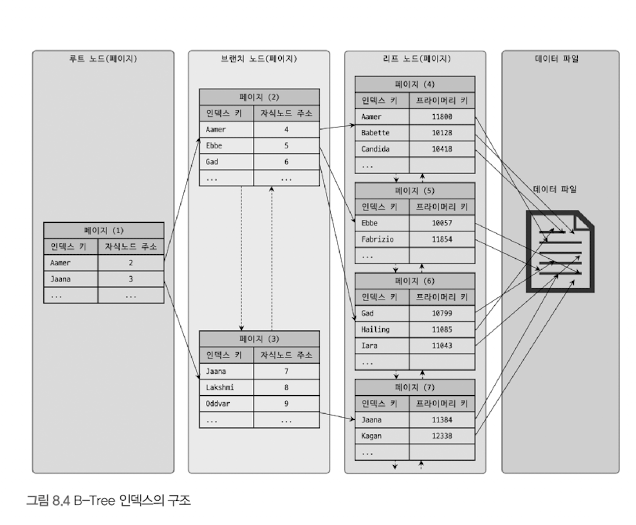 루트 노드(페이지)
페이지 (1)
인덱스 키 자식노드 주소
Aamer 2
Jaana 3
... ...
브랜치 노드(페이지)
페이지 (2)
인덱스 키 자식노드 주소
Aamer 4
Ebbe 5
Gad 6
... ...
페이지 (3)
인덱스 키 자식노드 주소
Jaana 7
Lakshmi 8
Oddvar 9
... ...
리프 노드(페이지)
페이지 (4)
인덱스 키 프라이머리 키
Aamer 11800
Babette 10128
Candida 10418
...
페이지 (5)
인덱스 키 프라이머리 키
Ebbe 10057
Fabrizio 11854
...
페이지 (6)
인덱스 키 프라이머리 키
Gad 10799
Hailing 11085
Iara 11043
...
페이지 (7)
인덱스 키 프라이머리 키
Jaana 11384
Kagan 12338
데이터 파일
데이터 파일
그림 8.4 B-Tree 인덱스의 구조